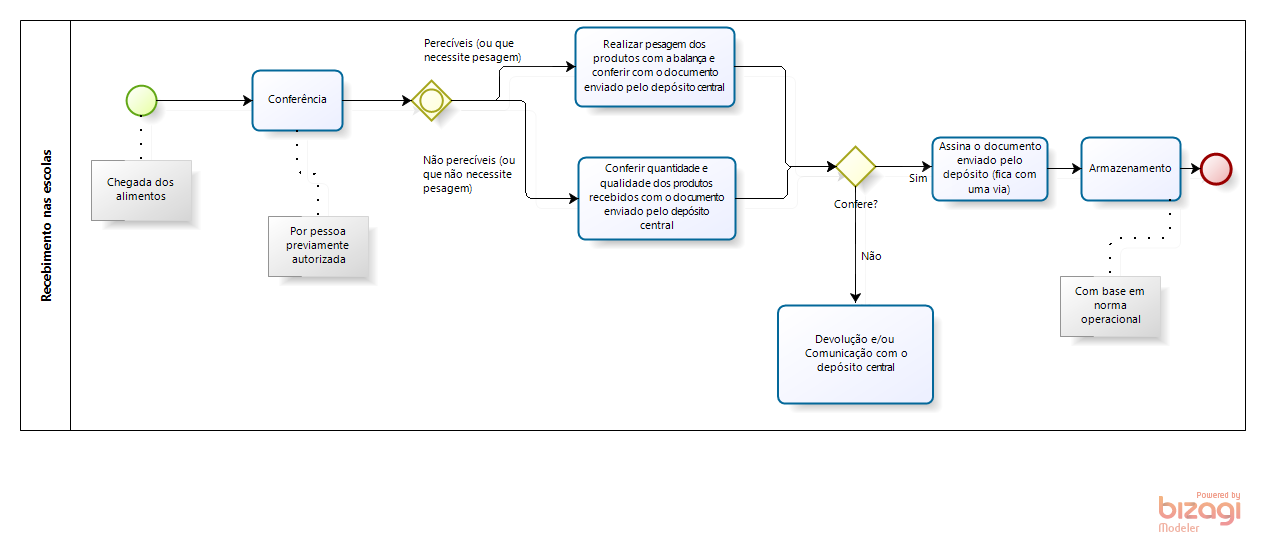 Recebimento nas escolas
Chegada dos
alimentos
Conferência
Por pessoa
previamente
autorizada
Perecíveis (ou que
necessite pesagem)
Não perecíveis (ou
que não necessite
pesagem)
Realizar pesagem dos
produtos com a balança e
conferir com o documento
enviado pelo depósito central
Conferir quantidade e
qualidade dos produtos
recebidos com o documento
enviado pelo depósito
central
Confere?
Sim
Não
Devolução e/ou
Comunicação com o
depósito central
Assina o documento
enviado pelo
depósito (fica com
uma via)
Armazenamento
Com base em
norma
operacional
Powered by
bizagi
Modeler